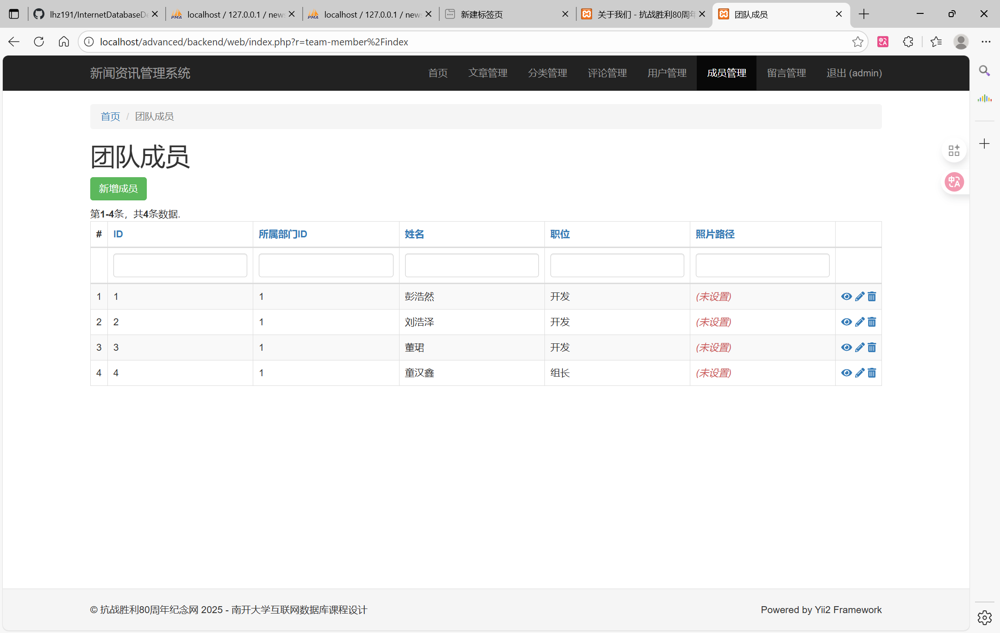 lhz191/InternetDatabaseDe
localhost / 127.0.0.1 / news
localhost / 127.0.0.1 / news
新建标签页
关于我们 - 抗战胜利80周年
团队成员
localhost/advanced/backend/web/index.php?r=team-member%2Findex
新闻资讯管理系统 首页 文章管理 分类管理 评论管理 用户管理 成员管理 留言管理 退出 (admin)
首页 / 团队成员
团队成员
新增成员
第1-4条，共4条数据.
# ID 所属部门ID 姓名 职位 照片路径
1 1 1 彭浩然 开发 (未设置)
2 2 1 刘浩泽 开发 (未设置)
3 3 1 董珺 开发 (未设置)
4 4 1 童汉鑫 组长 (未设置)
© 抗战胜利80周年纪念网 2025 - 南开大学互联网数据库课程设计 Powered by Yii2 Framework